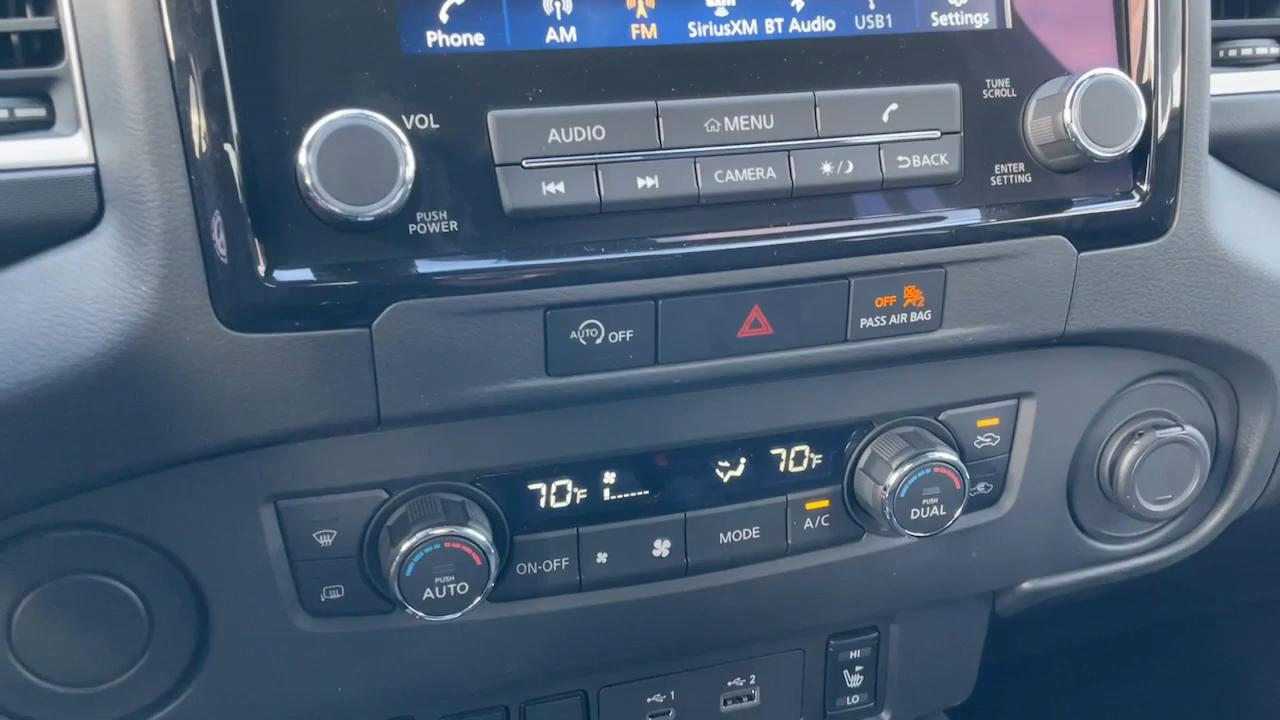 Phone AM FM SiriusXM BT Audio USB1 Settings
VOL
PUSH
POWER
AUDIO MENU
CAMERA BACK
TUNE
SCROLL
ENTER
SETTING
AUTO OFF
OFF 2
PASS AIR BAG
70°F 70°F
PUSH
AUTO
ON-OFF MODE A/C
PUSH
DUAL
1 2
HI
LO